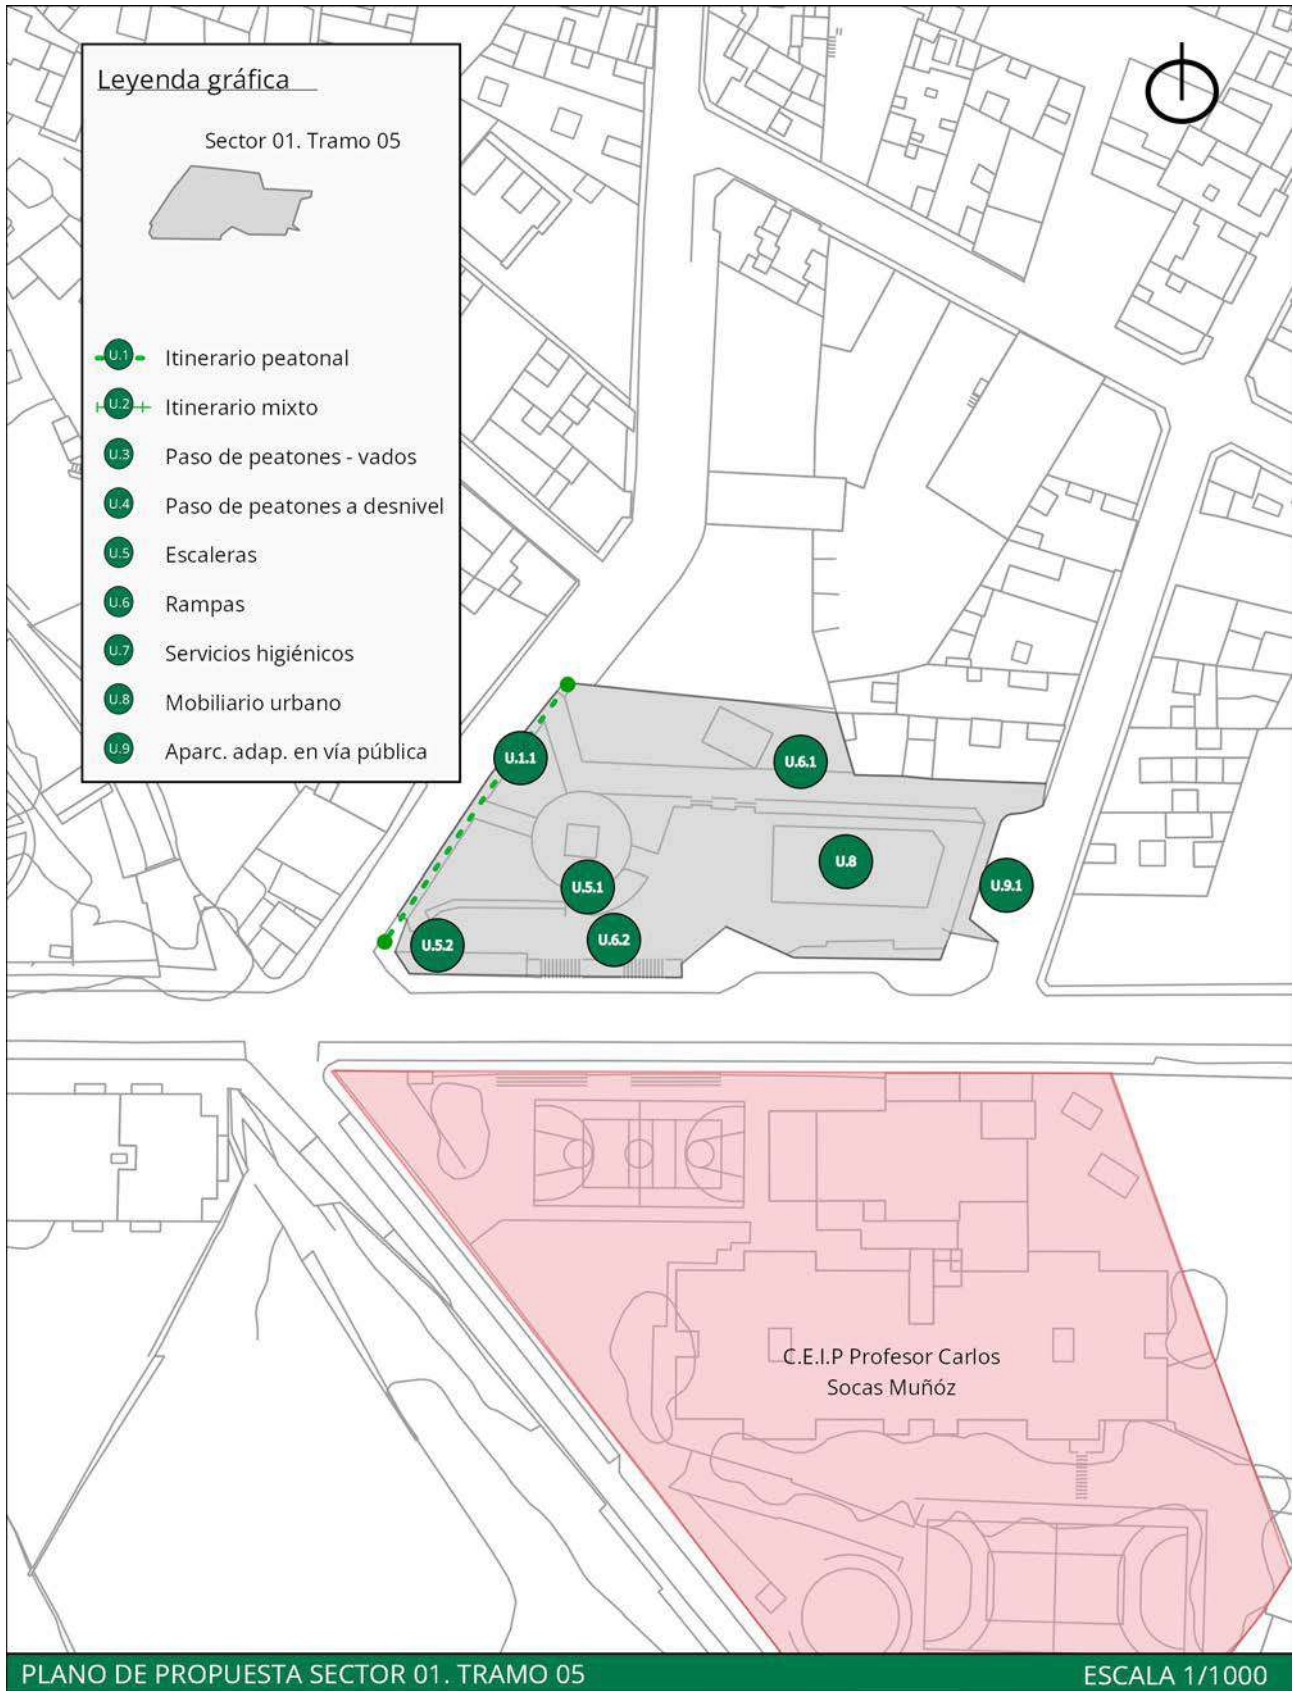 Leyenda gráfica
Sector 01. Tramo 05
U.1 Itinerario peatonal
U.2 Itinerario mixto
U.3 Paso de peatones - vados
U.4 Paso de peatones a desnivel
U.5 Escaleras
U.6 Rampas
U.7 Servicios higiénicos
U.8 Mobiliario urbano
U.9 Aparc. adap. en vía pública
U.1.1
U.6.1
U.8
U.5.1
U.9.1
U.5.2
U.6.2
C.E.I.P Profesor Carlos
Socas Muñóz
PLANO DE PROPUESTA SECTOR 01. TRAMO 05
ESCALA 1/1000